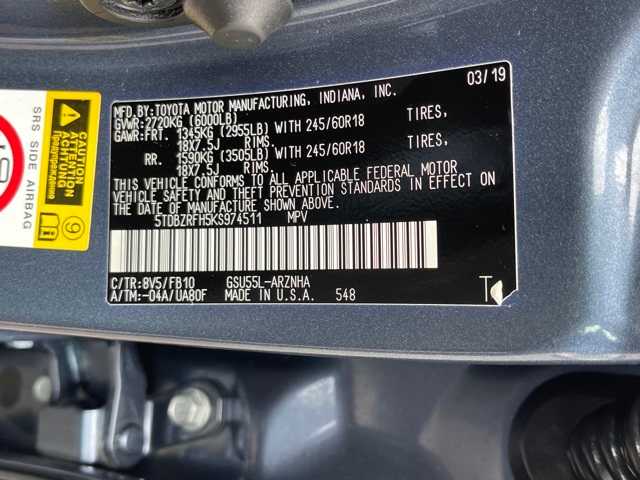 03/19
MFD.BY:TOYOTA MOTOR MANUFACTURING, INDIANA, INC.
GVWR:2720KG (6000LB)
GAWR:FRT. 1345KG (2955LB) WITH 245/60R18 TIRES,
18X7.5J RIMS.
RR. 1590KG (3505LB) WITH 245/60R18 TIRES,
18X7.5J RIMS.
THIS VEHICLE CONFORMS TO ALL APPLICABLE FEDERAL MOTOR
VEHICLE SAFETY AND THEFT PREVENTION STANDARDS IN EFFECT ON
THE DATE OF MANUFACTURE SHOWN ABOVE.
5TDBZRFH5KS974511 MPV
C/TR:8V5/FB10 GSU55L-ARZNHA
A/TM:-04A/UA80F MADE IN U.S.A. 548
T
SRS SIDE AIRBAG
ATTENTION
ACHTUNG
Предупреждение
9